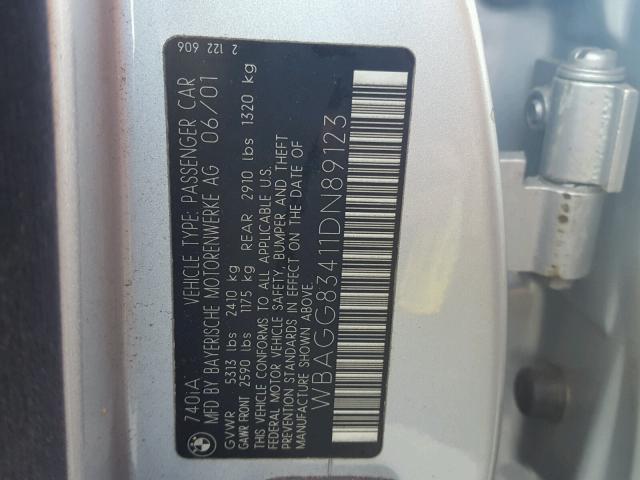 740iA VEHICLE TYPE: PASSENGER CAR
MFD BY BAYERISCHE MOTORENWERKE AG 06/01
GVWR 5313 lbs 2410 kg
GAWR FRONT 2590 lbs 1175 kg REAR 2910 lbs 1320 kg
THIS VEHICLE CONFORMS TO ALL APPLICABLE U.S.
FEDERAL MOTOR VEHICLE SAFETY, BUMPER AND THEFT
PREVENTION STANDARDS IN EFFECT ON THE DATE OF
MANUFACTURE SHOWN ABOVE.
WBAGG83411DN89123
2 122 606